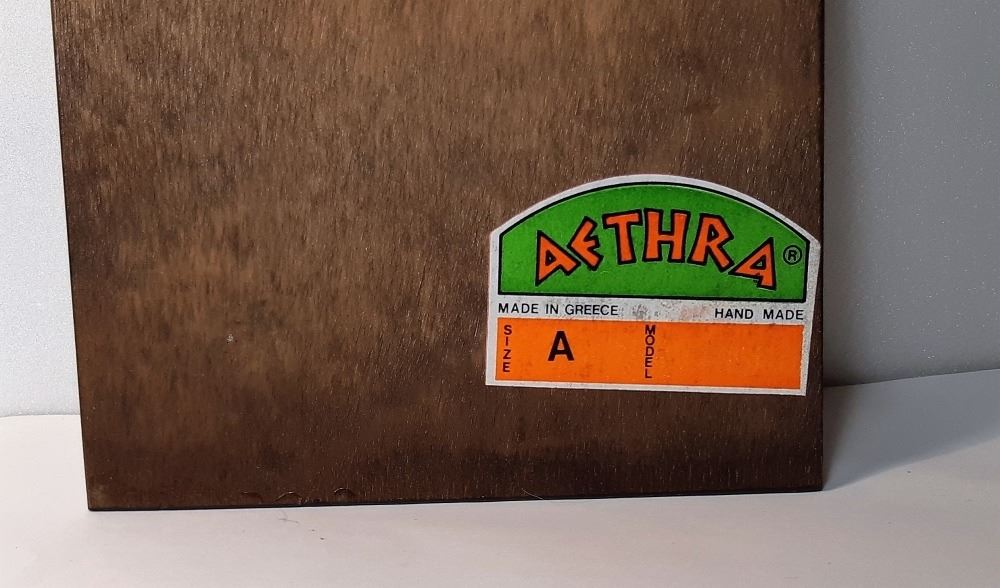 AETHRA ®
MADE IN GREECE HAND MADE
SIZE A MODEL